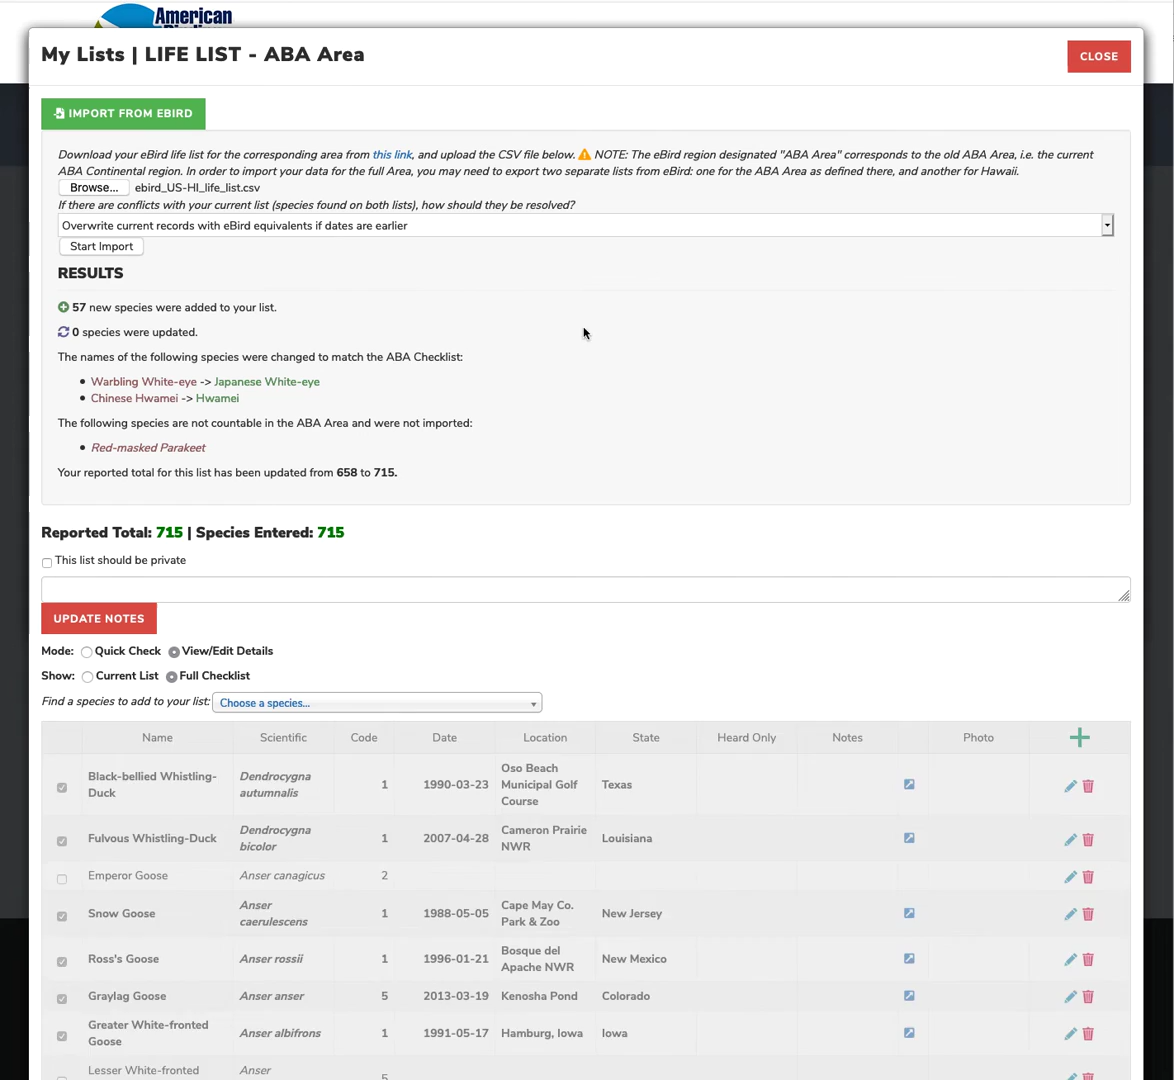 American
My Lists | LIFE LIST - ABA Area
CLOSE
IMPORT FROM EBIRD
Download your eBird life list for the corresponding area from this link, and upload the CSV file below. NOTE: The eBird region designated "ABA Area" corresponds to the old ABA Area, i.e. the current
ABA Continental region. In order to import your data for the full Area, you may need to export two separate lists from eBird: one for the ABA Area as defined there, and another for Hawaii.
Browse... ebird_US-HI_life_list.csv
If there are conflicts with your current list (species found on both lists), how should they be resolved?
Overwrite current records with eBird equivalents if dates are earlier
Start Import
RESULTS
57 new species were added to your list.
0 species were updated.
The names of the following species were changed to match the ABA Checklist:
• Warbling White-eye -> Japanese White-eye
• Chinese Hwamei -> Hwamei
The following species are not countable in the ABA Area and were not imported:
• Red-masked Parakeet
Your reported total for this list has been updated from 658 to 715.
Reported Total: 715 | Species Entered: 715
This list should be private
UPDATE NOTES
Mode: Quick Check View/Edit Details
Show: Current List Full Checklist
Find a species to add to your list: Choose a species...
Name Scientific Code Date Location State Heard Only Notes Photo
Black-bellied Whistling-
Duck
Dendrocygna
autumnalis
1 1990-03-23
Oso Beach
Municipal Golf
Course
Texas
Fulvous Whistling-Duck
Dendrocygna
bicolor
1 2007-04-28
Cameron Prairie
NWR
Louisiana
Emperor Goose Anser canagicus 2
Snow Goose
Anser
caerulescens
1 1988-05-05
Cape May Co.
Park & Zoo
New Jersey
Ross's Goose Anser rossii 1 1996-01-21
Bosque del
Apache NWR
New Mexico
Graylag Goose Anser anser 5 2013-03-19 Kenosha Pond Colorado
Greater White-fronted
Goose
Anser albifrons 1 1991-05-17 Hamburg, Iowa Iowa
Lesser White-fronted
Anser
5